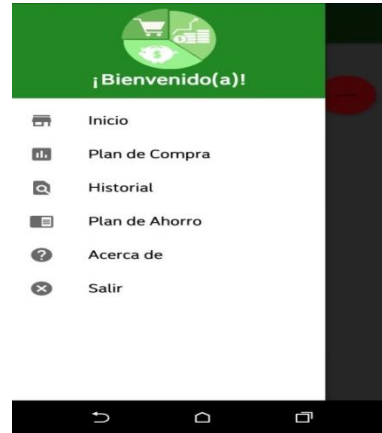 ¡Bienvenido(a)!
Inicio
Plan de Compra
Historial
Plan de Ahorro
Acerca de
Salir